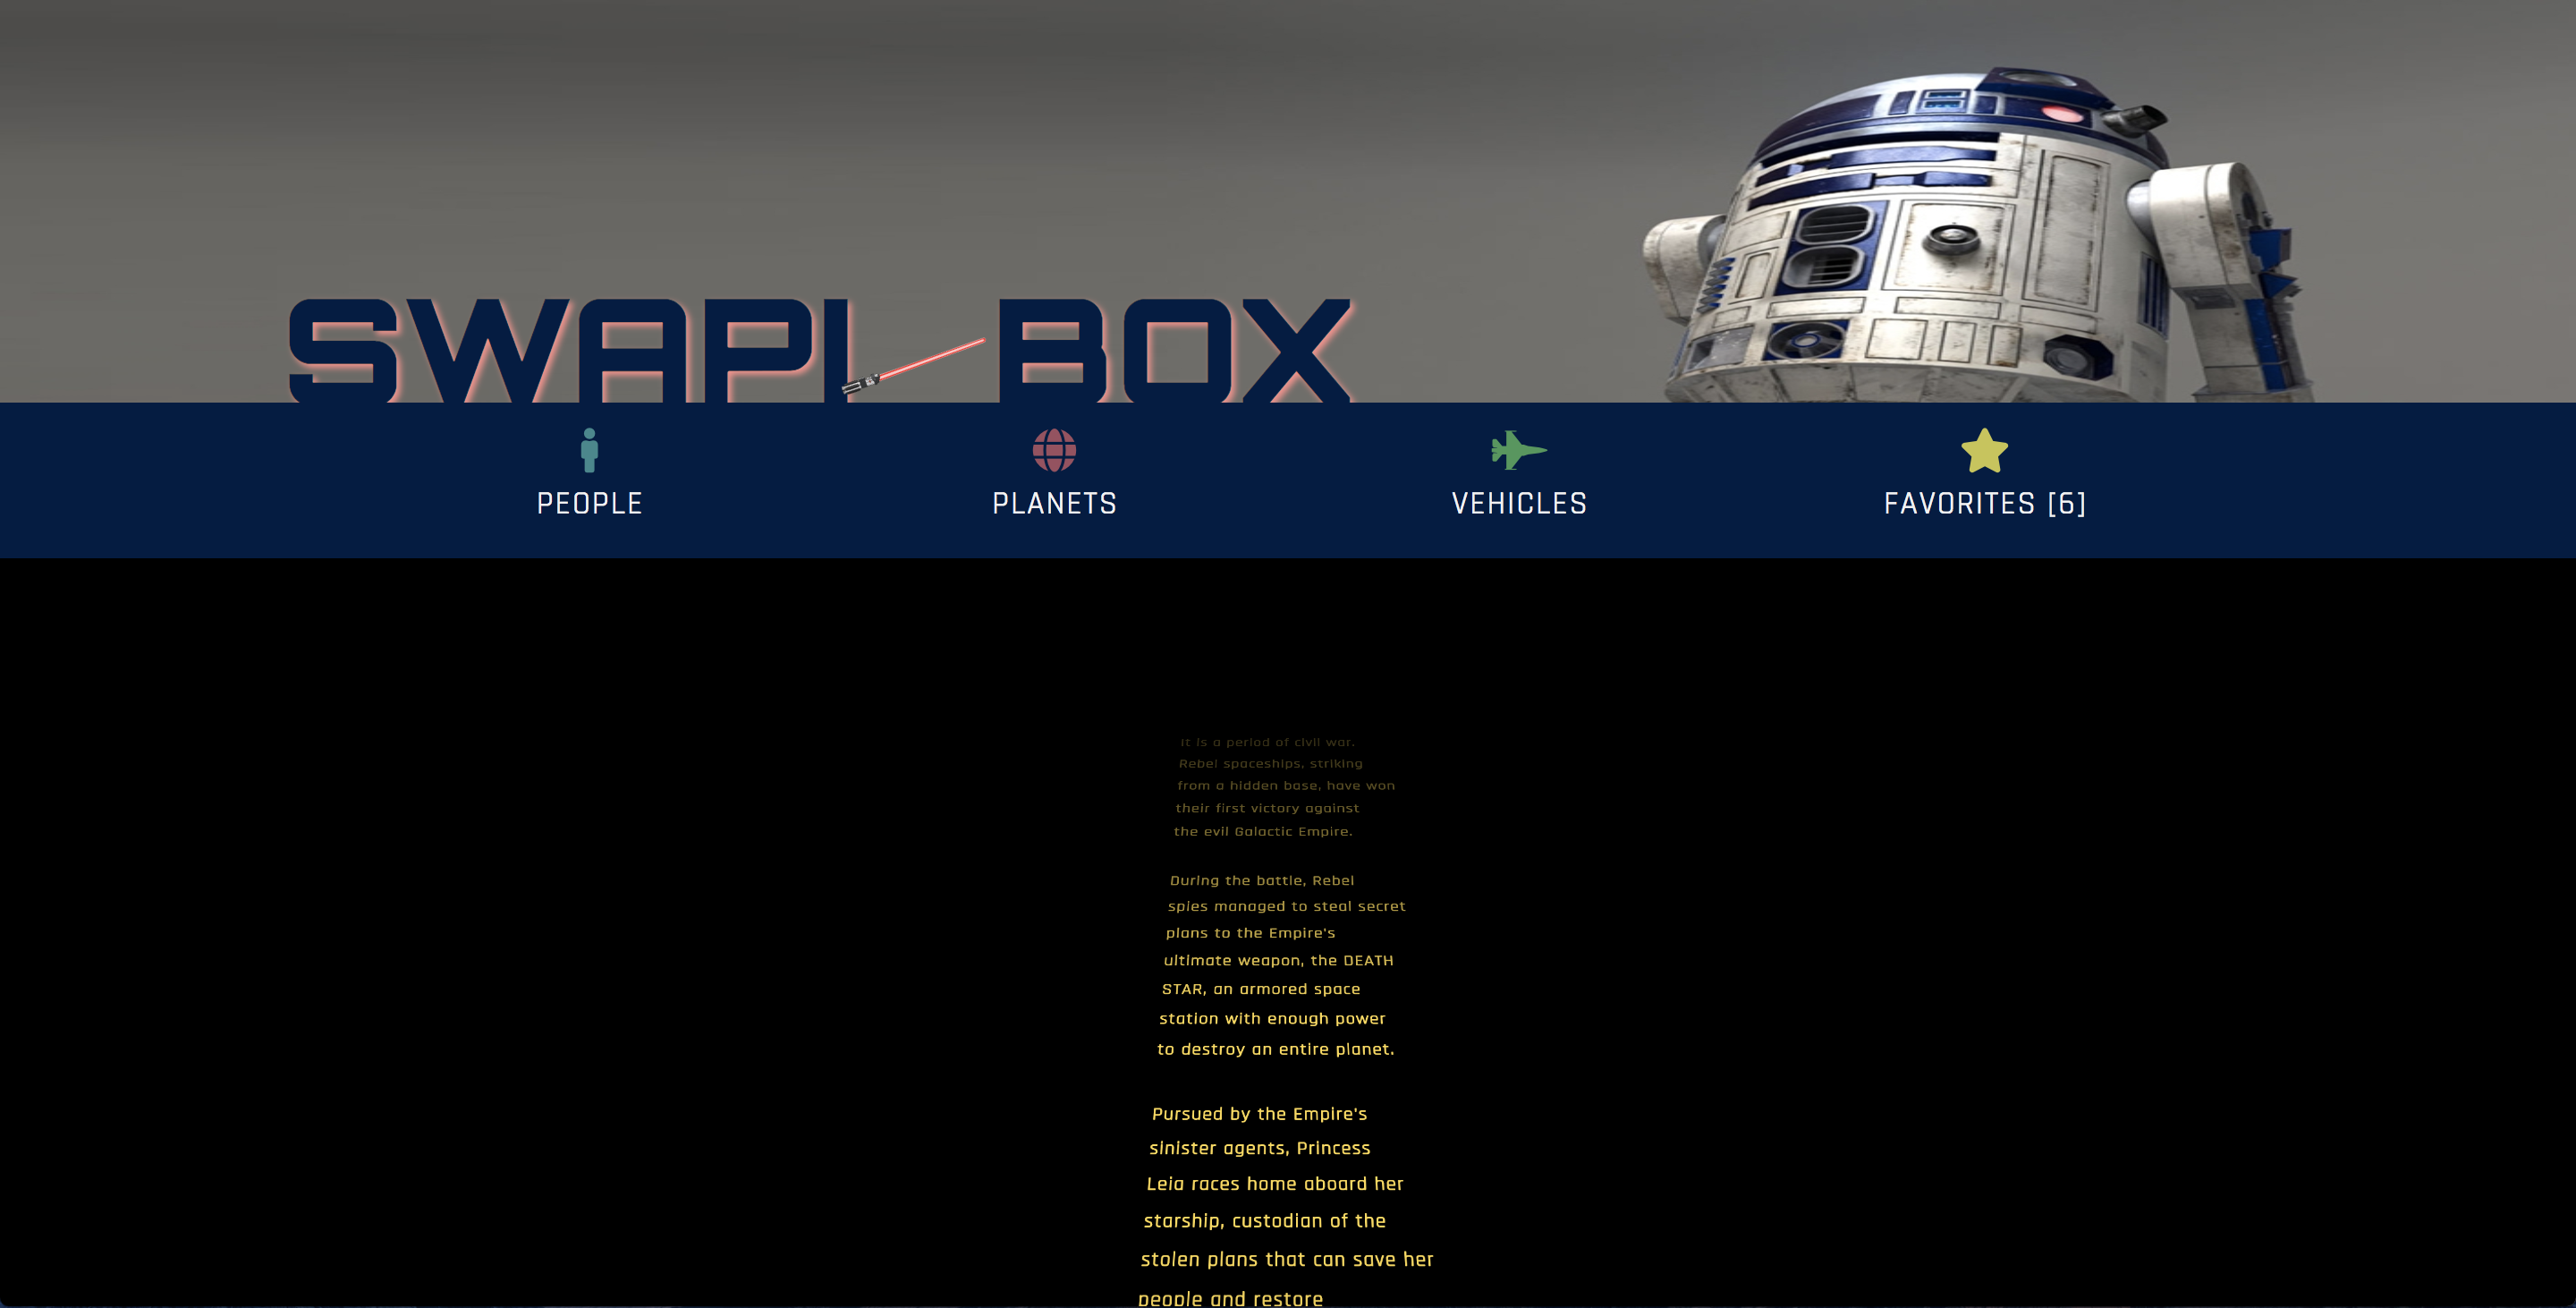 SWAPI BOX
PEOPLE
PLANETS
VEHICLES
FAVORITES [6]
It is a period of civil war.
Rebel spaceships, striking
from a hidden base, have won
their first victory against
the evil Galactic Empire.
During the battle, Rebel
spies managed to steal secret
plans to the Empire's
ultimate weapon, the DEATH
STAR, an armored space
station with enough power
to destroy an entire planet.
Pursued by the Empire's
sinister agents, Princess
Leia races home aboard her
starship, custodian of the
stolen plans that can save her
people and restore